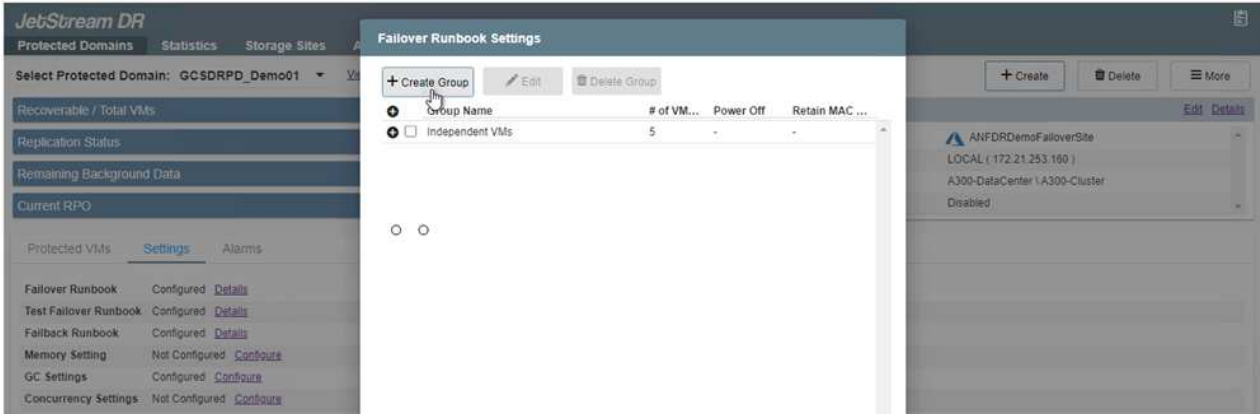 JetStream DR
Protected Domains Statistics Storage Sites
Select Protected Domain: GCSDRPD_Demo01
+ Create Delete More
Recoverable / Total VMs
Edit Details
Replication Status
Remaining Background Data
Current RPO
ANFDRDemoFailoverSite
LOCAL ( 172.21.253.160 )
A300-DataCenter \ A300-Cluster
Disabled
Protected VMs Settings Alarms
Failover Runbook Configured Details
Test Failover Runbook Configured Details
Failback Runbook Configured Details
Memory Setting Not Configured Configure
GC Settings Configured Configure
Concurrency Settings Not Configured Configure
Failover Runbook Settings
+ Create Group Edit Delete Group
Group Name # of VM... Power Off Retain MAC ...
Independent VMs 5 - -